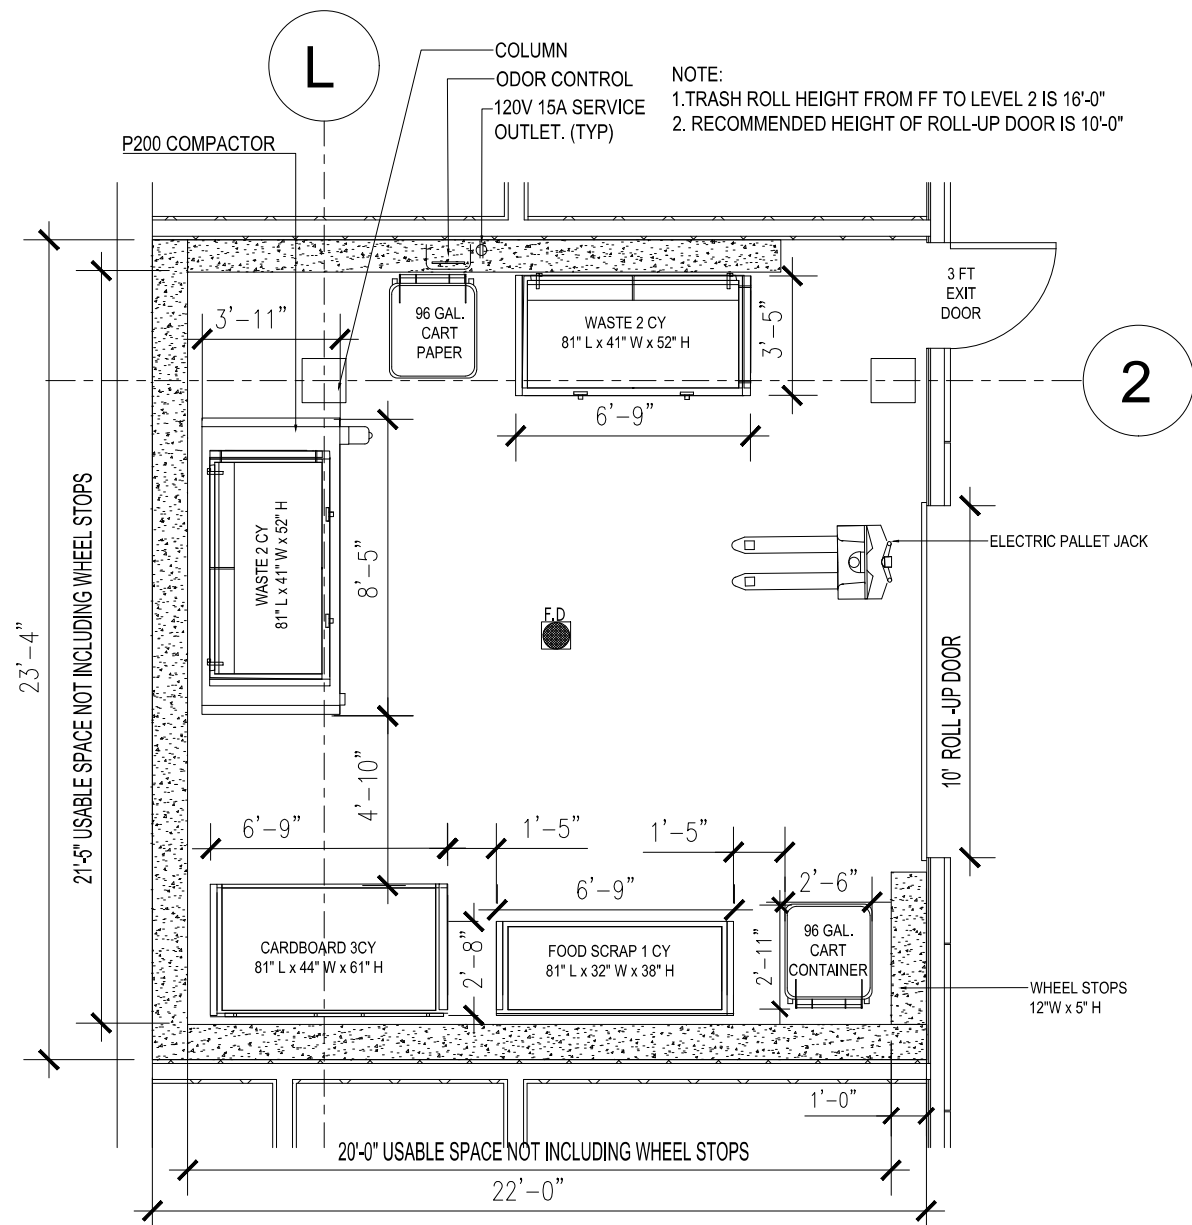 L
COLUMN
ODOR CONTROL
120V 15A SERVICE
OUTLET. (TYP)
NOTE:
1.TRASH ROLL HEIGHT FROM FF TO LEVEL 2 IS 16'-0"
2. RECOMMENDED HEIGHT OF ROLL-UP DOOR IS 10'-0"
P200 COMPACTOR
3 FT
EXIT
DOOR
3'-11"
96 GAL.
CART
PAPER
WASTE 2 CY
81" L x 41" W x 52" H
3'-5"
2
6'-9"
21'-5" USABLE SPACE NOT INCLUDING WHEEL STOPS
23'-4"
WASTE 2 CY
81" L x 41" W x 52" H
8'-5"
ELECTRIC PALLET JACK
F.D
10' ROLL-UP DOOR
4'-10"
6'-9"
1'-5"
1'-5"
6'-9"
2'-6"
CARDBOARD 3CY
81" L x 44" W x 61" H
2'-8"
FOOD SCRAP 1 CY
81" L x 32" W x 38" H
2'-11"
96 GAL.
CART
CONTAINER
WHEEL STOPS
12"W x 5" H
1'-0"
20'-0" USABLE SPACE NOT INCLUDING WHEEL STOPS
22'-0"